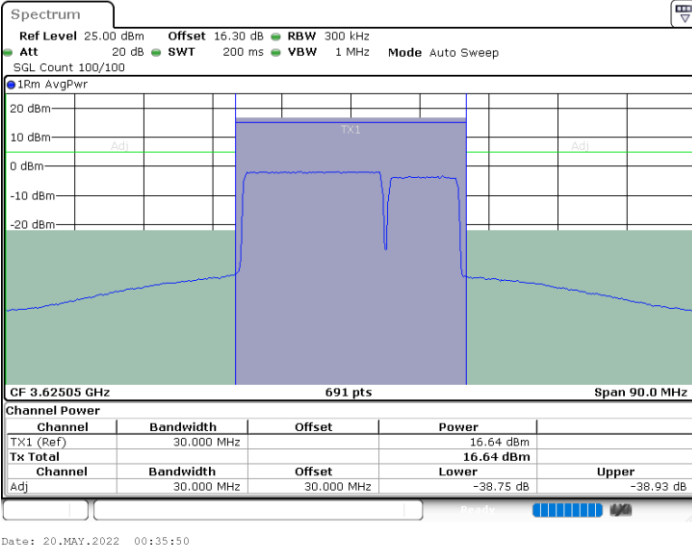 Spectrum
Ref Level 25.00 dBm Offset 16.30 dB RBW 300 kHz
Att 20 dB SWT 200 ms VBW 1 MHz Mode Auto Sweep
SGL Count 100/100
1Rm AvgPwr
20 dBm
TX1
10 dBm
Adj Adj
0 dBm
-10 dBm
-20 dBm
CF 3.62505 GHz 691 pts Span 90.0 MHz
Channel Power
Channel Bandwidth Offset Power
TX1 (Ref) 30.000 MHz 16.64 dBm
Tx Total 16.64 dBm
Channel Bandwidth Offset Lower Upper
Adj 30.000 MHz 30.000 MHz -38.75 dB -38.93 dB
Ready
Date: 20.MAY.2022 00:35:50